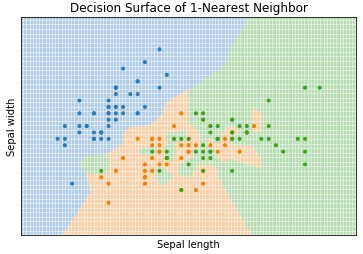 Decision Surface of 1-Nearest Neighbor
Sepal width
Sepal length